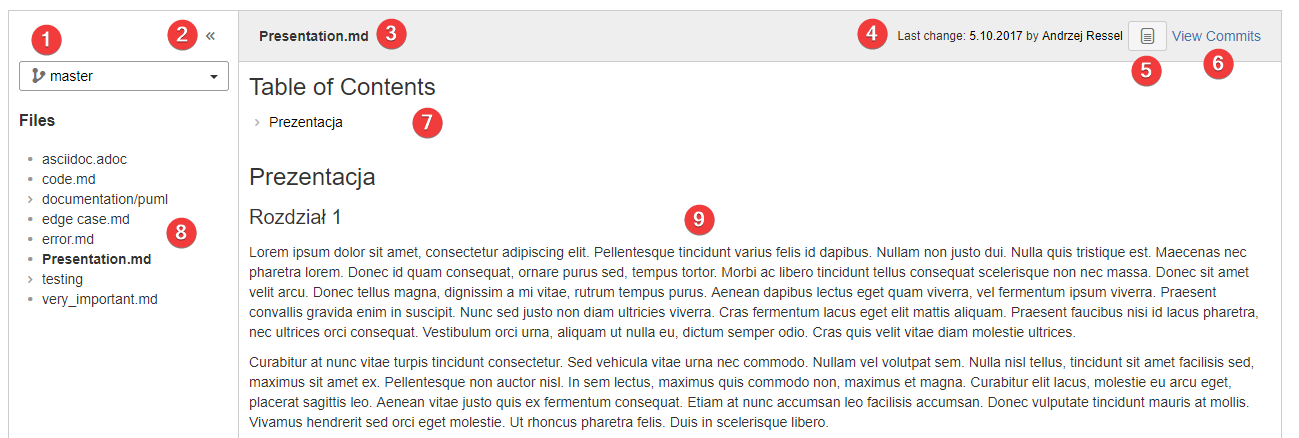 1
2 «
master
Files
asciidoc.adoc
code.md
documentation/puml
edge case.md
8
error.md
Presentation.md
testing
very_important.md
Presentation.md 3
4 Last change: 5.10.2017 by Andrzej Ressel View Commits
5 6
Table of Contents
Prezentacja 7
Prezentacja
Rozdział 1 9
Lorem ipsum dolor sit amet, consectetur adipiscing elit. Pellentesque tincidunt varius felis id dapibus. Nullam non justo dui. Nulla quis tristique est. Maecenas nec
pharetra lorem. Donec id quam consequat, ornare purus sed, tempus tortor. Morbi ac libero tincidunt tellus consequat scelerisque non nec massa. Donec sit amet
velit arcu. Donec tellus magna, dignissim a mi vitae, rutrum tempus purus. Aenean dapibus lectus eget quam viverra, vel fermentum ipsum viverra. Praesent
convallis gravida enim in suscipit. Nunc sed justo non diam ultricies viverra. Cras fermentum lacus eget elit mattis aliquam. Praesent faucibus nisi id lacus pharetra,
nec ultrices orci consequat. Vestibulum orci urna, aliquam ut nulla eu, dictum semper odio. Cras quis velit vitae diam molestie ultrices.
Curabitur at nunc vitae turpis tincidunt consectetur. Sed vehicula vitae urna nec commodo. Nullam vel volutpat sem. Nulla nisl tellus, tincidunt sit amet facilisis sed,
maximus sit amet ex. Pellentesque non auctor nisl. In sem lectus, maximus quis commodo non, maximus et magna. Curabitur elit lacus, molestie eu arcu eget,
placerat sagittis leo. Aenean vitae justo quis ex fermentum consequat. Etiam at nunc accumsan leo facilisis accumsan. Donec vulputate tincidunt mauris at mollis.
Vivamus hendrerit sed orci eget molestie. Ut rhoncus pharetra felis. Duis in scelerisque libero.